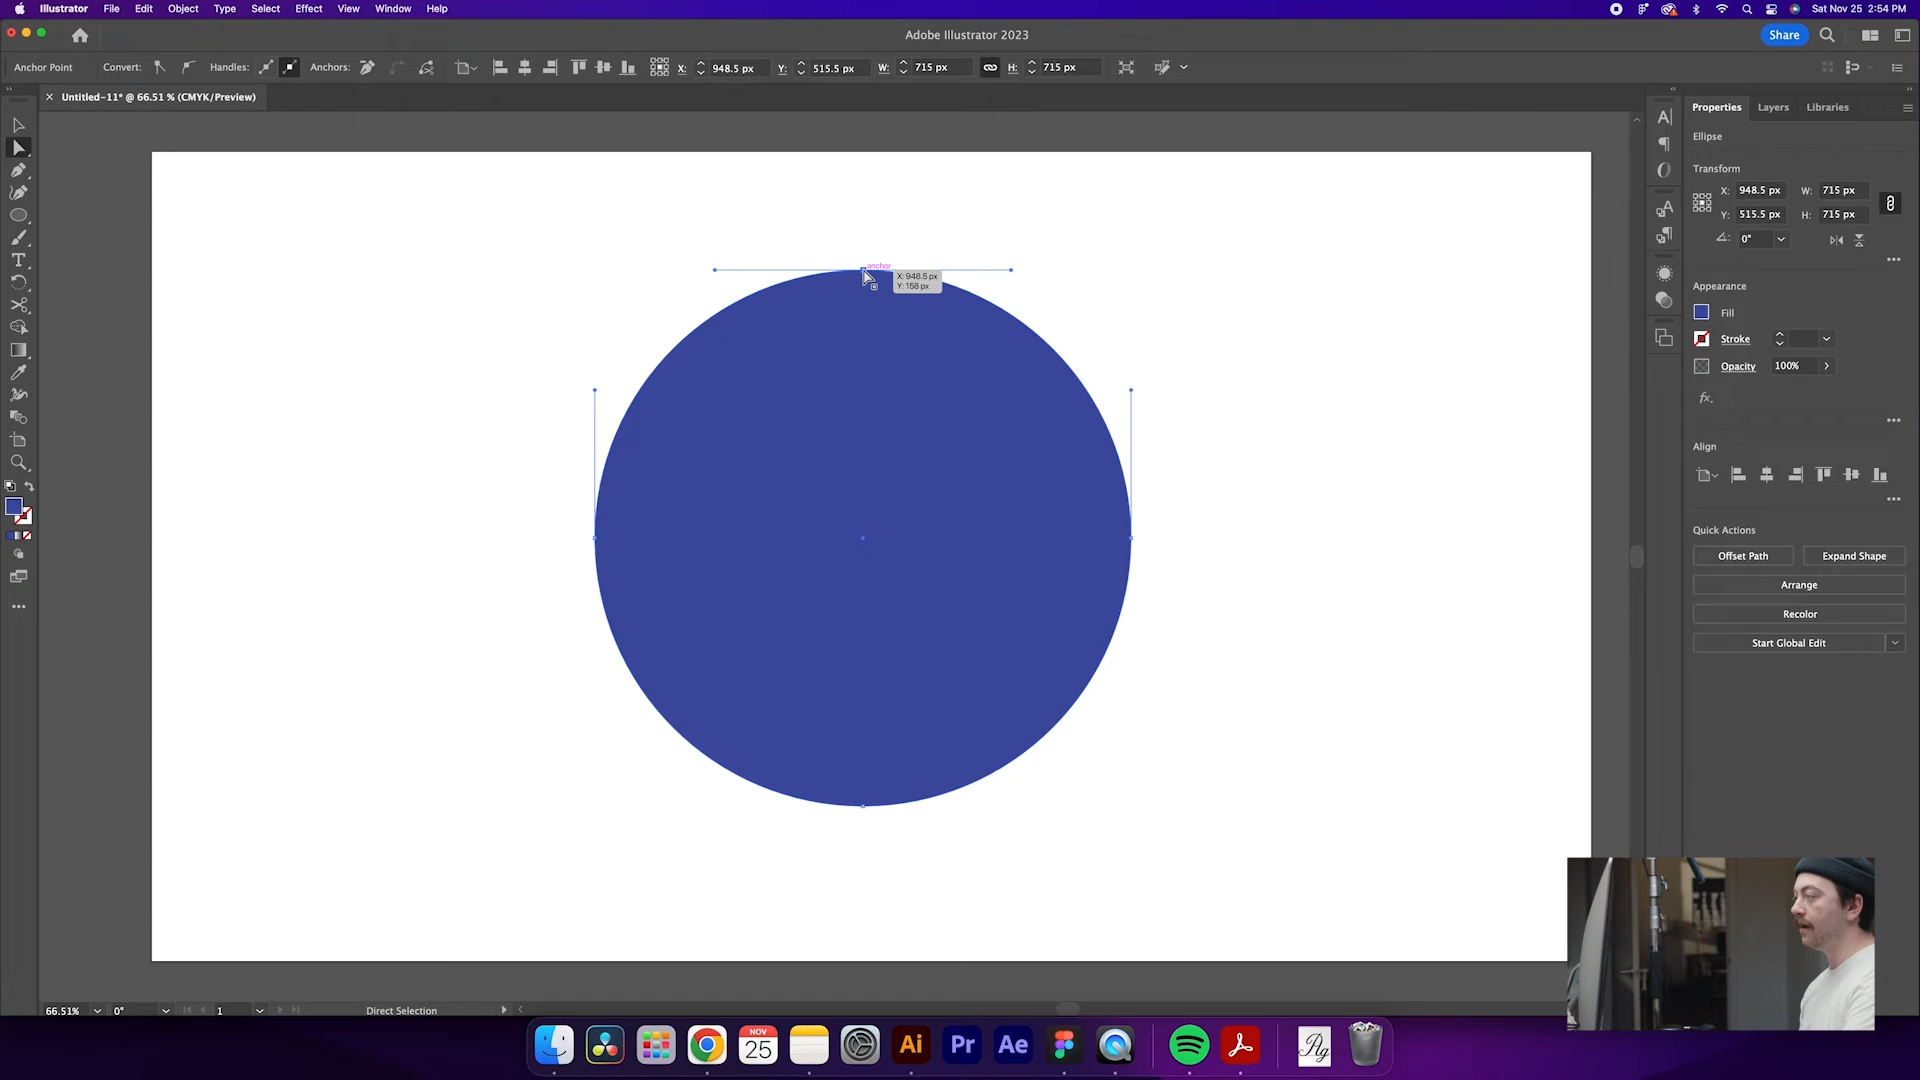 Illustrator File Edit Object Type Select Effect View Window Help
Sat Nov 25 2:54 PM
Adobe Illustrator 2023
Share
Anchor Point
Convert:
Handles:
Anchors:
X: 948.5 px
Y: 515.5 px
W: 715 px
H: 715 px
Untitled-11* @ 66.51 % (CMYK/Preview)
Properties Layers Libraries
Ellipse
Transform
X: 948.5 px W: 715 px
Y: 515.5 px H: 715 px
0°
anchor
X: 948.5 px
Y: 158 px
Appearance
Fill
Stroke
Opacity 100%
fx.
Align
Quick Actions
Offset Path Expand Shape
Arrange
Recolor
Start Global Edit
66.51% 0° 1 Direct Selection
NOV
25
Ai Pr Ae
Ag